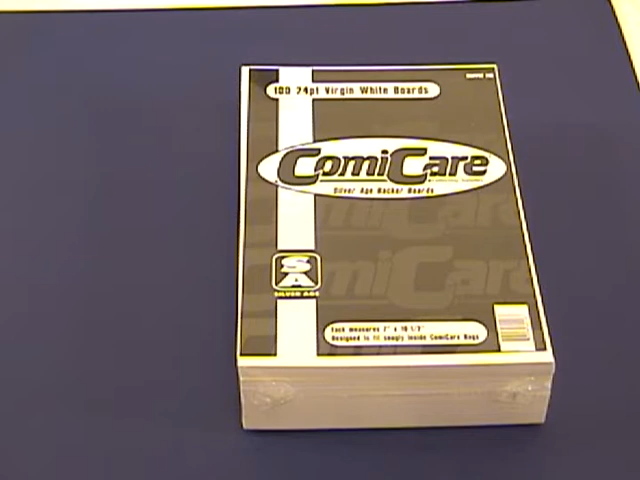 100 24pt Virgin White Boards
ComiCare
Silver Age Backer Boards
SA
SILVER AGE
Each measures 7" x 10 1/2"
Designed to fit snugly inside ComiCare Bags